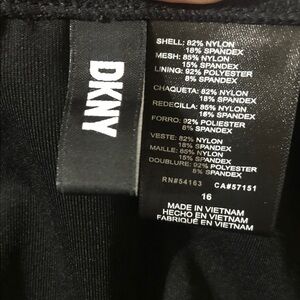 DKNY
SHELL: 82% NYLON
18% SPANDEX
MESH: 85% NYLON
15% SPANDEX
LINING: 92% POLYESTER
8% SPANDEX
CHAQUETA: 82% NYLON
18% SPANDEX
REDECILLA: 85% NYLON
15% SPANDEX
FORRO: 92% POLIESTER
8% SPANDEX
VESTE: 82% NYLON
18% SPANDEX
MAILLE: 85% NYLON
15% SPANDEX
DOUBLURE: 92% POLYESTER
8% SPANDEX
RN#54163 CA#57151
16
MADE IN VIETNAM
HECHO EN VIETNAM
FABRIQUÉ EN VIETNAM